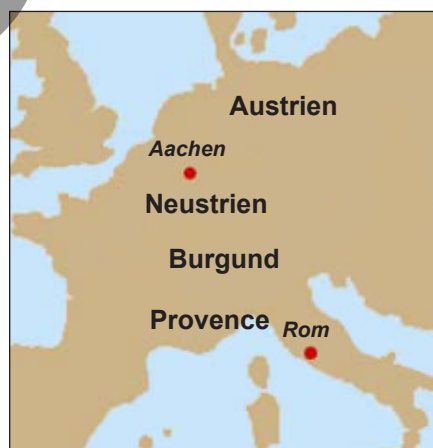 Austrien
Aachen
Neustrien
Burgund
Provence
Rom